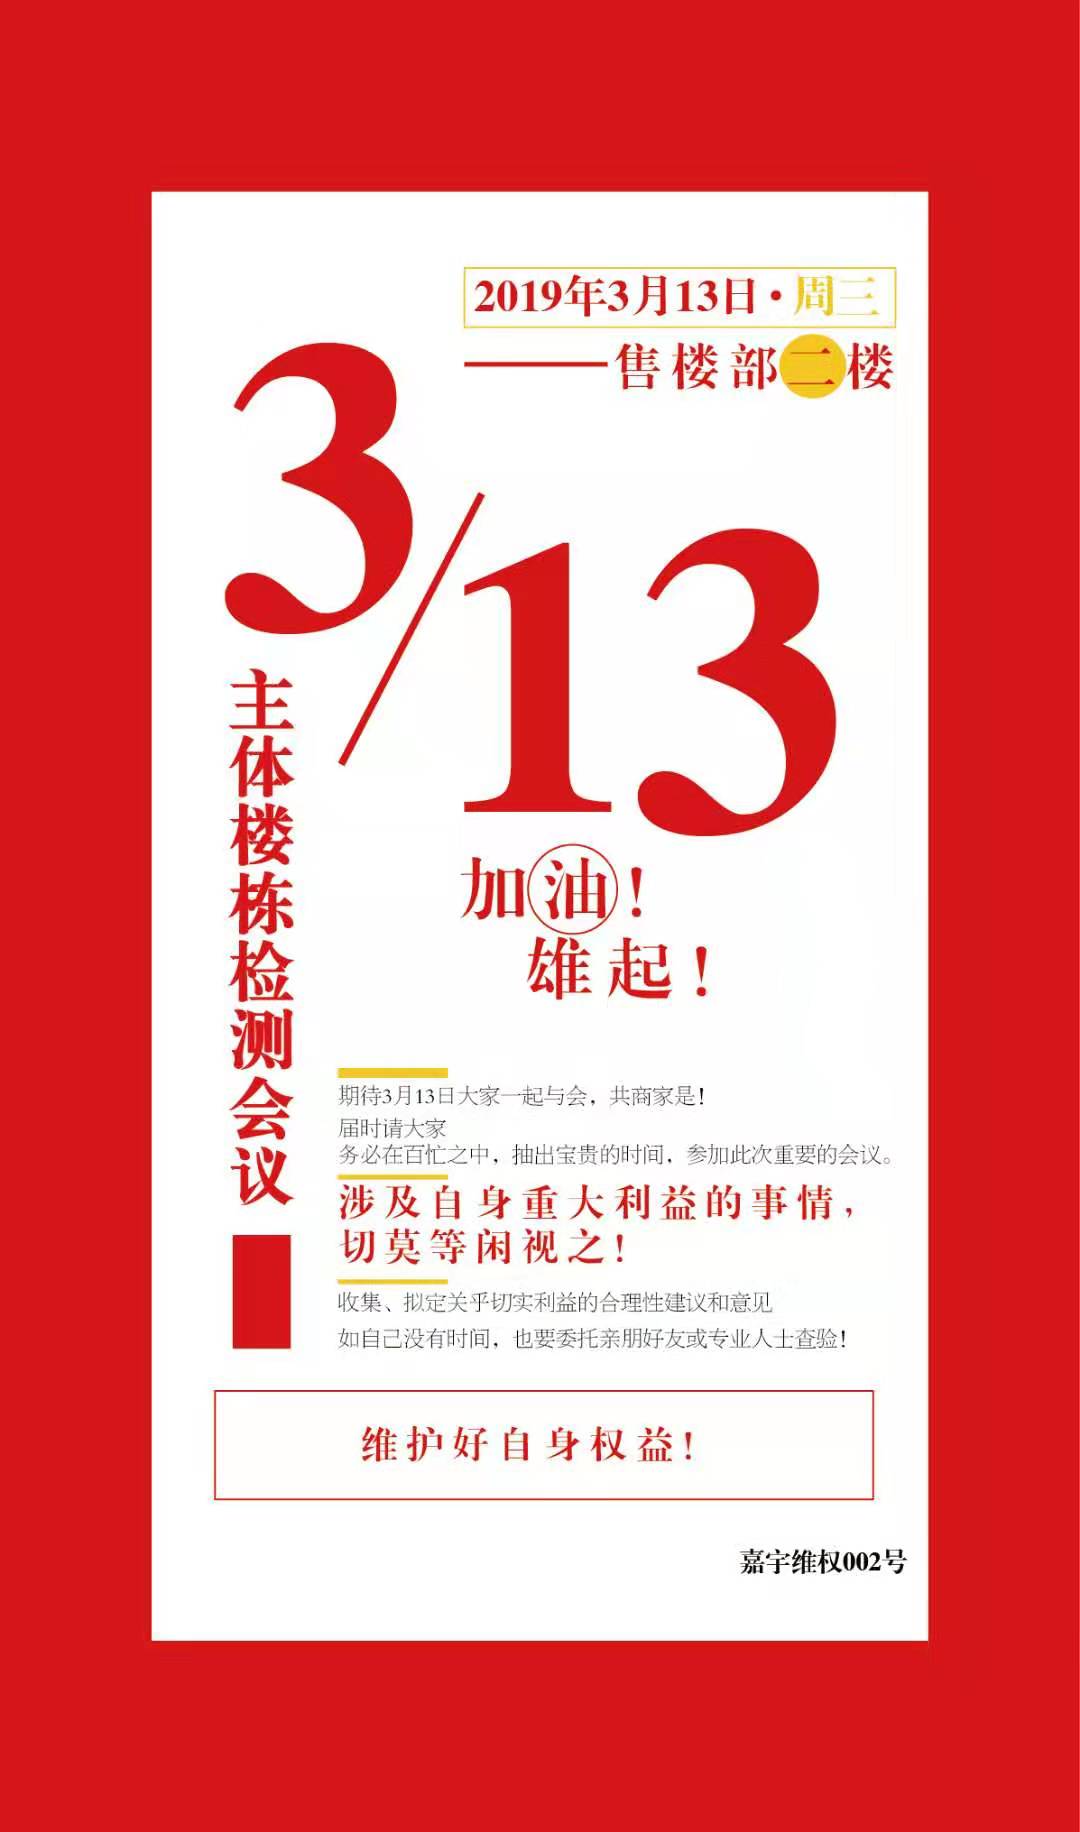 2019年3月13日·周三
——售楼部二楼
3/13
主体楼栋检测会议
加油！
雄起！
期待3月13日大家一起与会，共商家是！
届时请大家
务必在百忙之中，抽出宝贵的时间，参加此次重要的会议。
涉及自身重大利益的事情，
切莫等闲视之！
收集、拟定关乎切实利益的合理性建议和意见
如自己没有时间，也要委托亲朋好友或专业人士查验！
维护好自身权益！
嘉宇维权002号